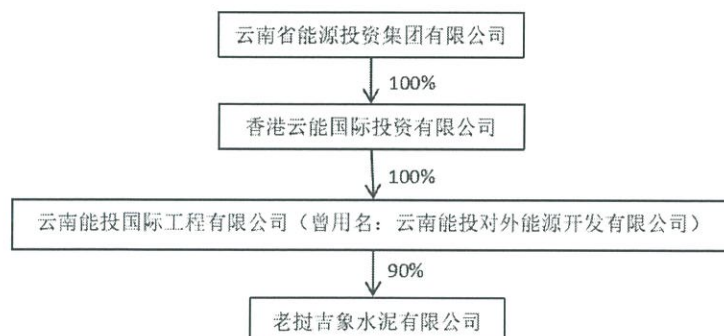 云南省能源投资集团有限公司
100%
香港云能国际投资有限公司
100%
云南能投国际工程有限公司（曾用名：云南能投对外能源开发有限公司）
90%
老挝吉象水泥有限公司